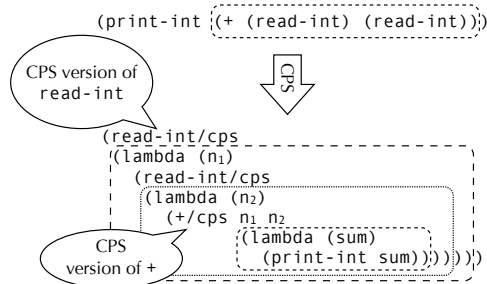 (print-int (+ (read-int) (read-int)))
CPS version of
read-int
CPS
(read-int/cps
(lambda (n₁)
(read-int/cps
(lambda (n₂)
(+/cps n₁ n₂
(lambda (sum)
(print-int sum)))))))
CPS
version of +